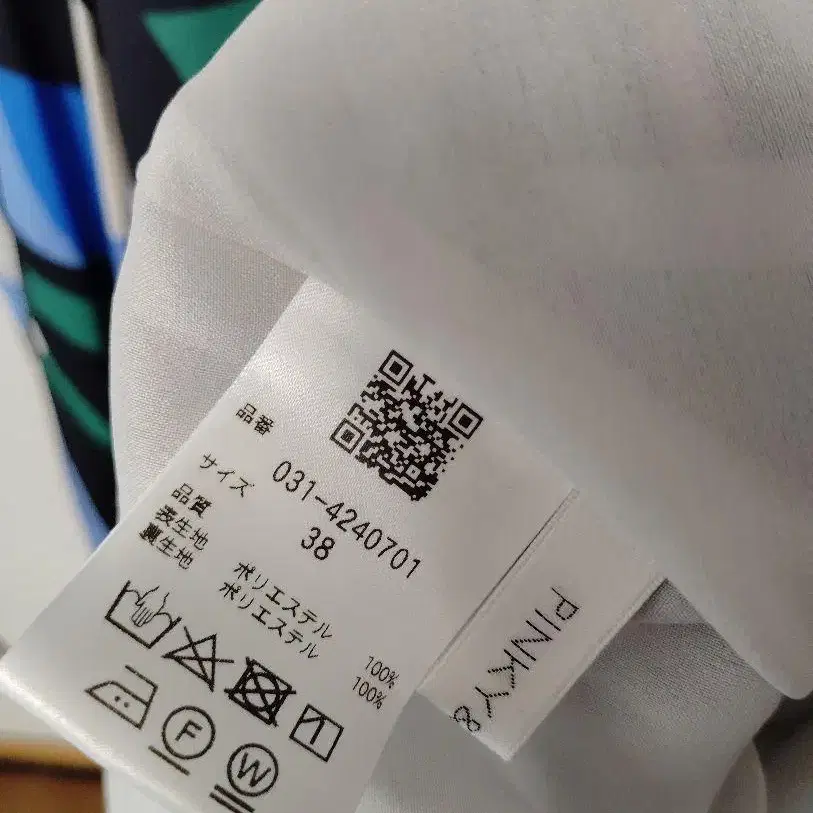 品番
031-4240701
サイズ
38
品質
表生地
ポリエステル 100%
裏生地
ポリエステル 100%
F
W
PINKY &